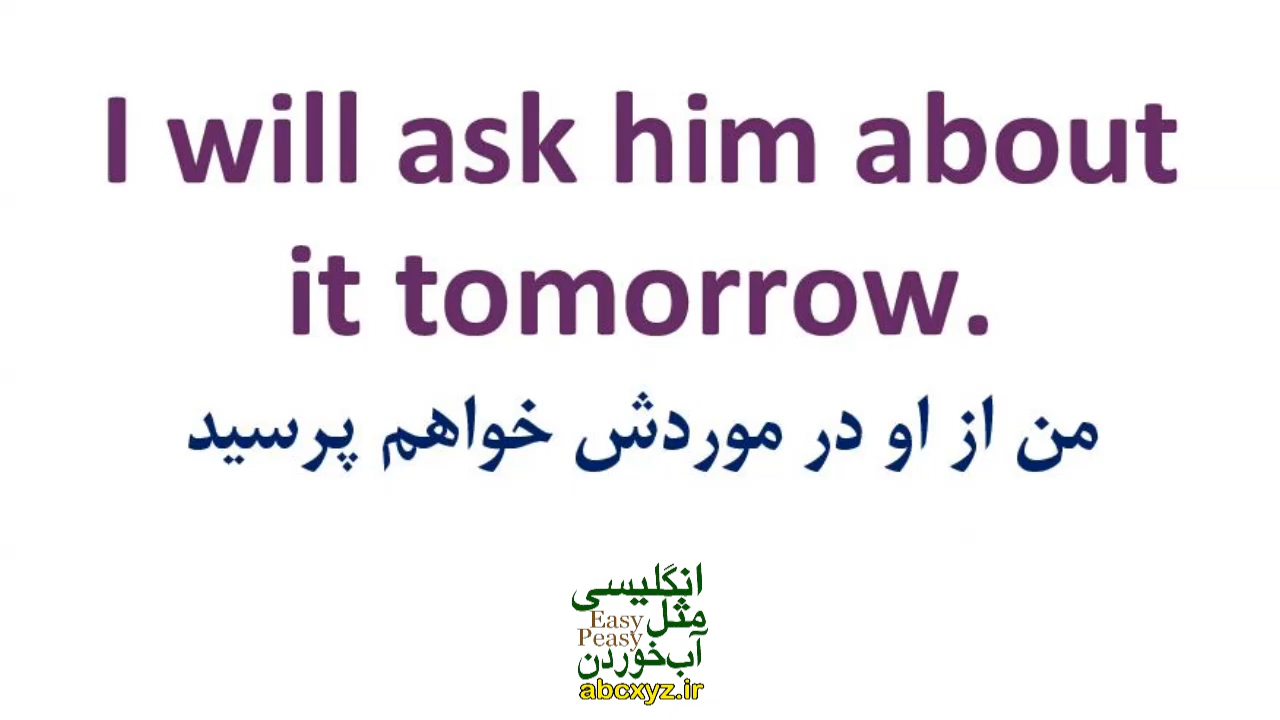 I will ask him about
it tomorrow.
من از او در موردش خواهم پرسید
انگلیسی
مثل
Easy
Peasy
آب‌خوردن
abcxyz.ir